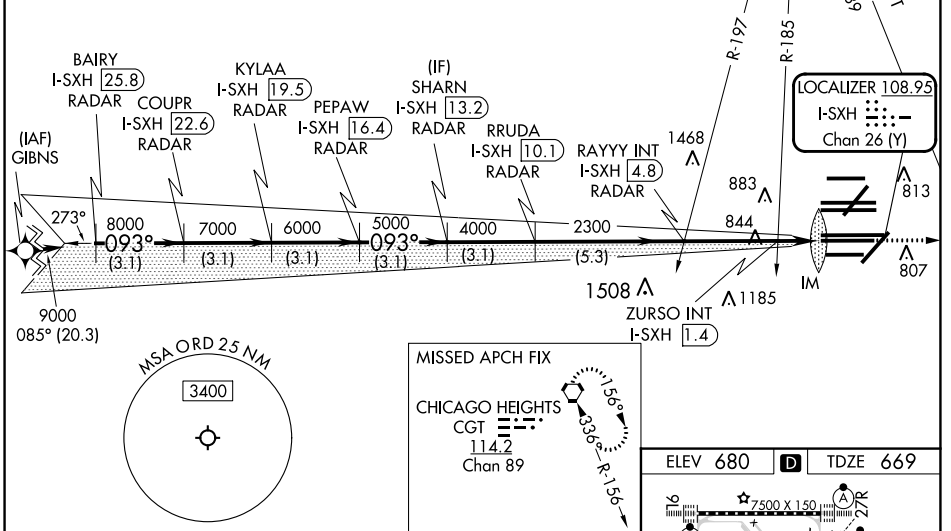 BAIRY
I-SXH 25.8
RADAR
COUPR
I-SXH 22.6
RADAR
KYLAA
I-SXH 19.5
RADAR
PEPAW
I-SXH 16.4
RADAR
(IF)
SHARN
I-SXH 13.2
RADAR
RRUDA
I-SXH 10.1
RADAR
RAYYY INT
I-SXH 4.8
RADAR
R-197
R-185
LOCALIZER 108.95
I-SXH
Chan 26 (Y)
(IAF)
GIBNS
1468
883
844
813
807
273°
8000
7000
6000
5000
4000
2300
093°
093°
(3.1)
(3.1)
(3.1)
(3.1)
(3.1)
(5.3)
9000
085° (20.3)
1508
1185
IM
ZURSO INT
I-SXH 1.4
MSA ORD 25 NM
3400
MISSED APCH FIX
CHICAGO HEIGHTS
CGT
114.2
Chan 89
156°
336°
R-156
ELEV 680 D TDZE 669
9L
7500 X 150
A
27R